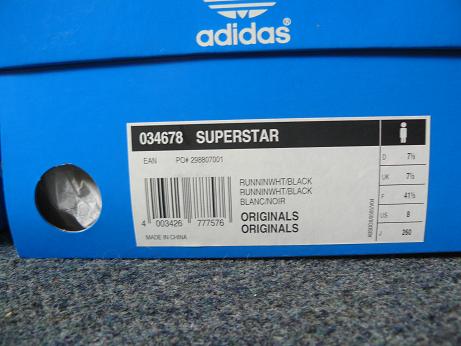 adidas
034678 SUPERSTAR
EAN PO# 298807001
RUNNINWHT/BLACK
RUNNINWHT/BLACK
BLANC/NOIR
ORIGINALS
ORIGINALS
4 003426 777576
MADE IN CHINA
D 7½
UK 7½
F 41½
US 8
J 260